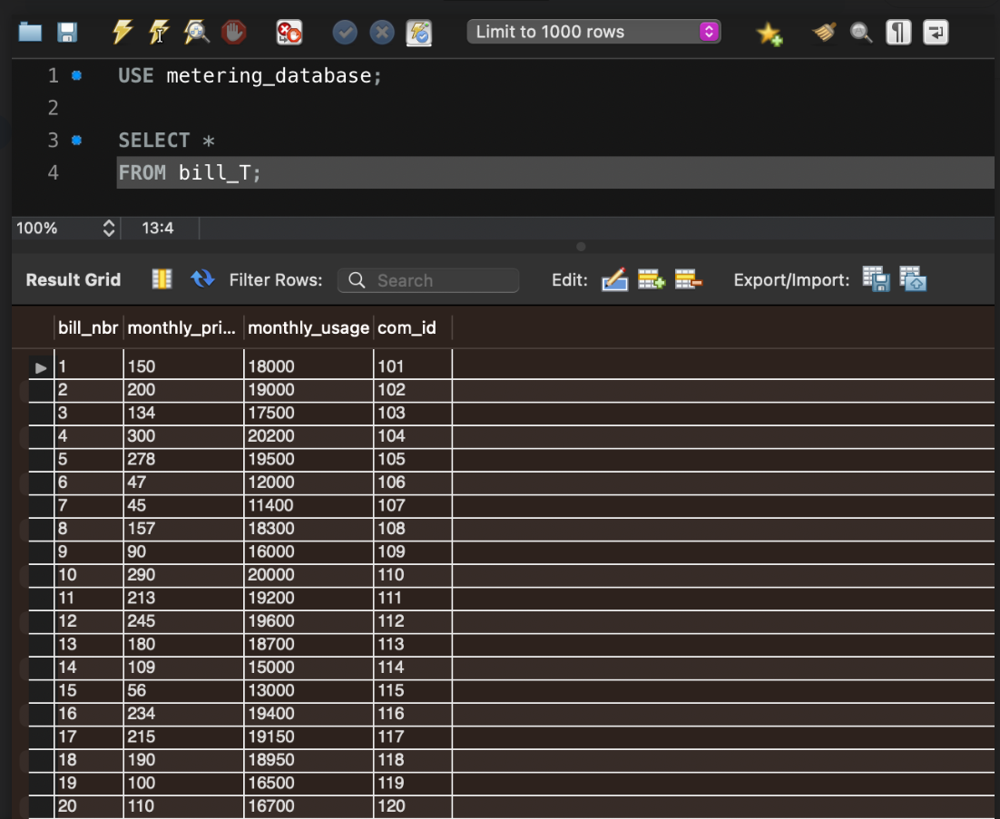 Limit to 1000 rows
1 USE metering_database;
2
3 SELECT *
4 FROM bill_T;
100% 13:4
Result Grid Filter Rows: Search Edit: Export/Import:
bill_nbr monthly_pri... monthly_usage com_id
1 150 18000 101
2 200 19000 102
3 134 17500 103
4 300 20200 104
5 278 19500 105
6 47 12000 106
7 45 11400 107
8 157 18300 108
9 90 16000 109
10 290 20000 110
11 213 19200 111
12 245 19600 112
13 180 18700 113
14 109 15000 114
15 56 13000 115
16 234 19400 116
17 215 19150 117
18 190 18950 118
19 100 16500 119
20 110 16700 120